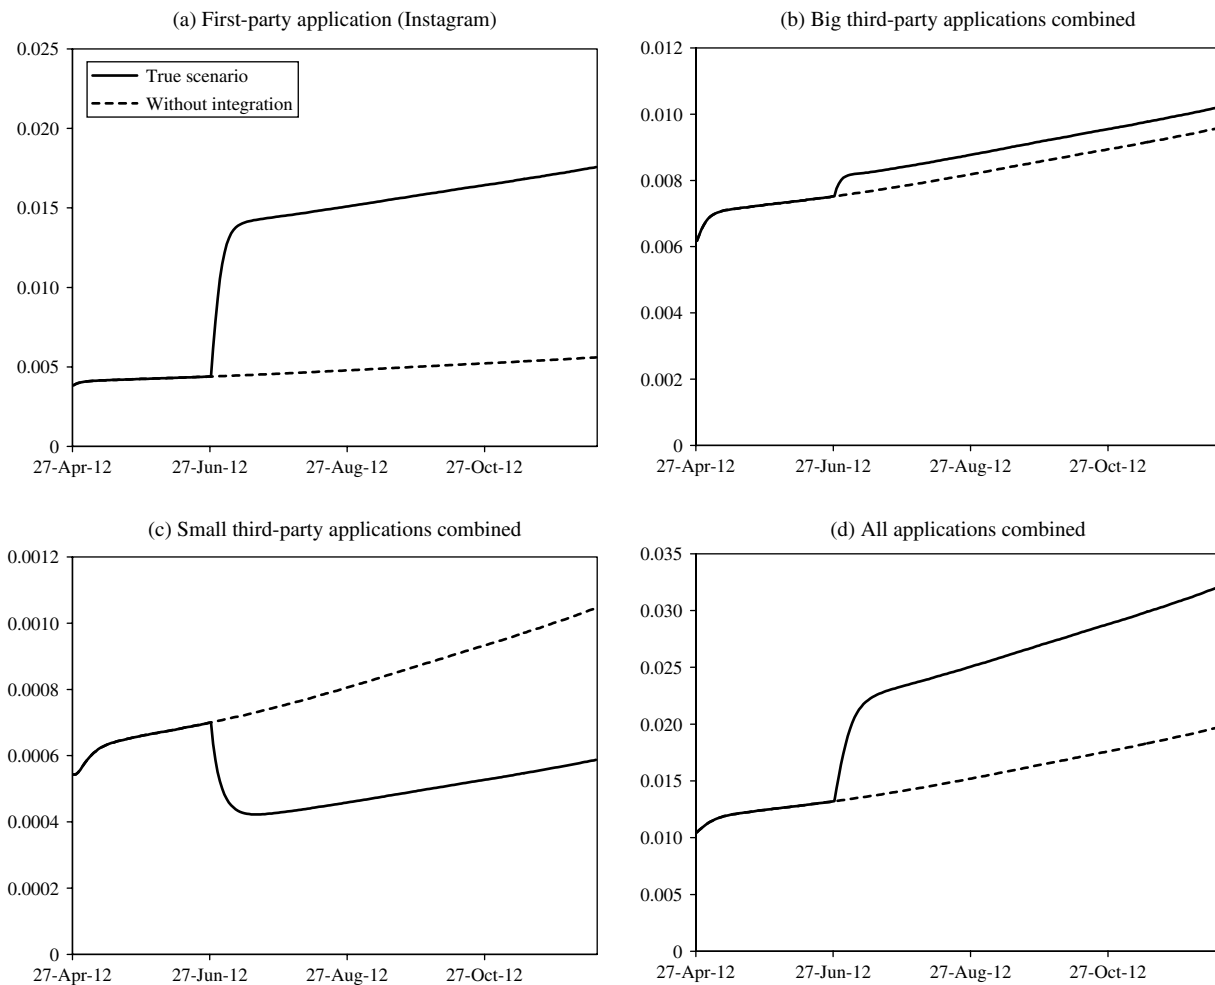 (a) First-party application (Instagram)
0.025
0.020
0.015
0.010
0.005
0
True scenario
Without integration
27-Apr-12 27-Jun-12 27-Aug-12 27-Oct-12
(b) Big third-party applications combined
0.012
0.010
0.008
0.006
0.004
0.002
0
27-Apr-12 27-Jun-12 27-Aug-12 27-Oct-12
(c) Small third-party applications combined
0.0012
0.0010
0.0008
0.0006
0.0004
0.0002
0
27-Apr-12 27-Jun-12 27-Aug-12 27-Oct-12
(d) All applications combined
0.035
0.030
0.025
0.020
0.015
0.010
0.005
0
27-Apr-12 27-Jun-12 27-Aug-12 27-Oct-12